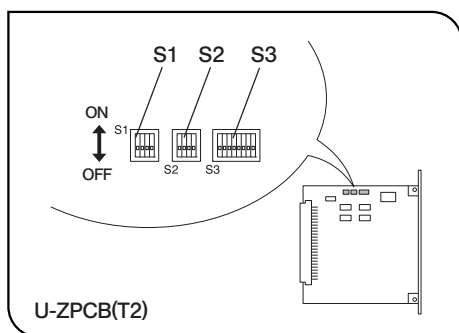 S1 S2 S3
ON
OFF
S1
S2
S3
U-ZPCB(T2)